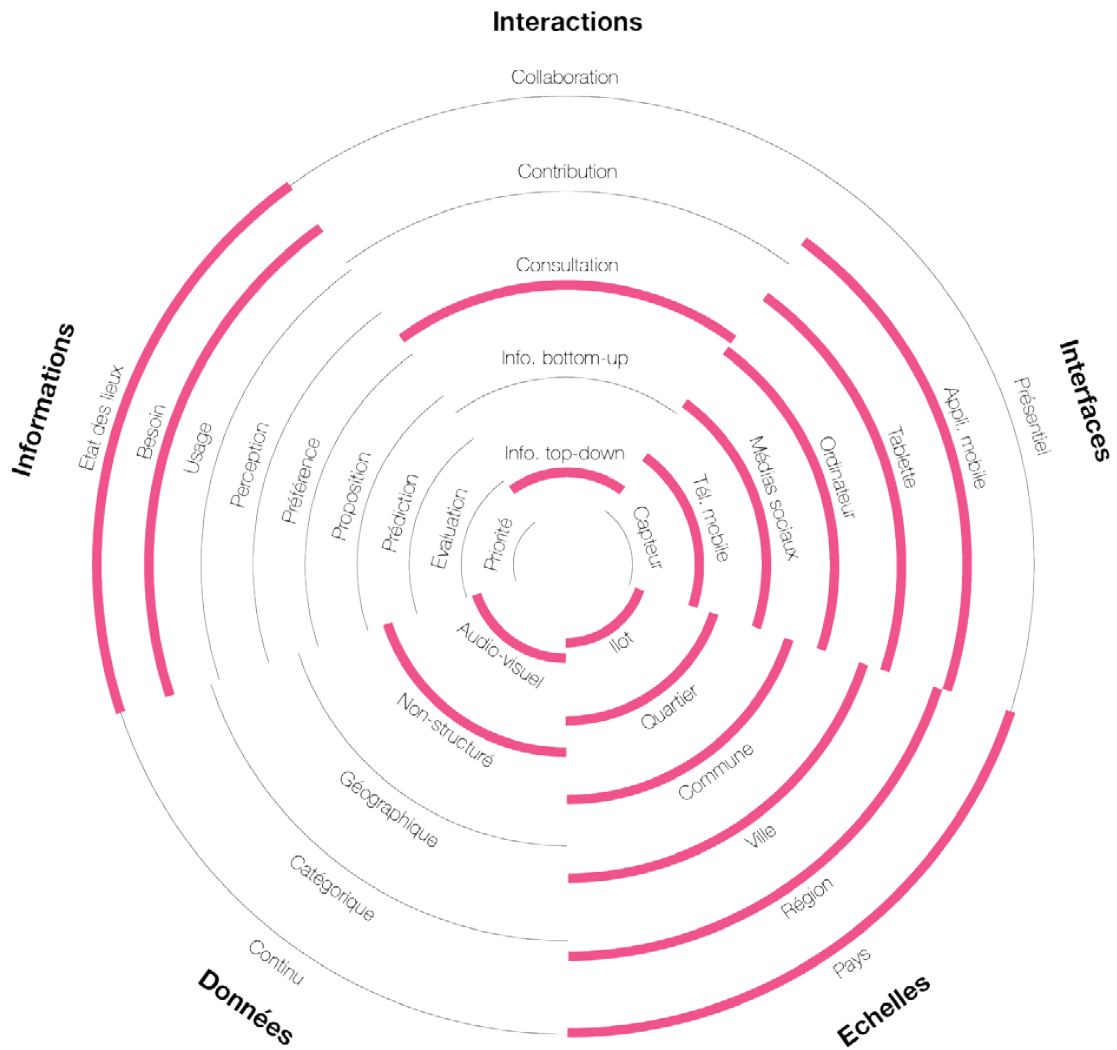 Interactions
Collaboration
Contribution
Consultation
Info. bottom-up
Info. top-down
Informations
Etat des lieux
Besoin
Usage
Perception
Préférence
Proposition
Prédiction
Evaluation
Priorité
Interfaces
Présentiel
Appli. mobile
Tablette
Ordinateur
Médias sociaux
Tél. mobile
Capteur
Audio-visuel
Non-structuré
Géographique
Catégorique
Continu
Données
Ilot
Quartier
Commune
Ville
Région
Pays
Echelles